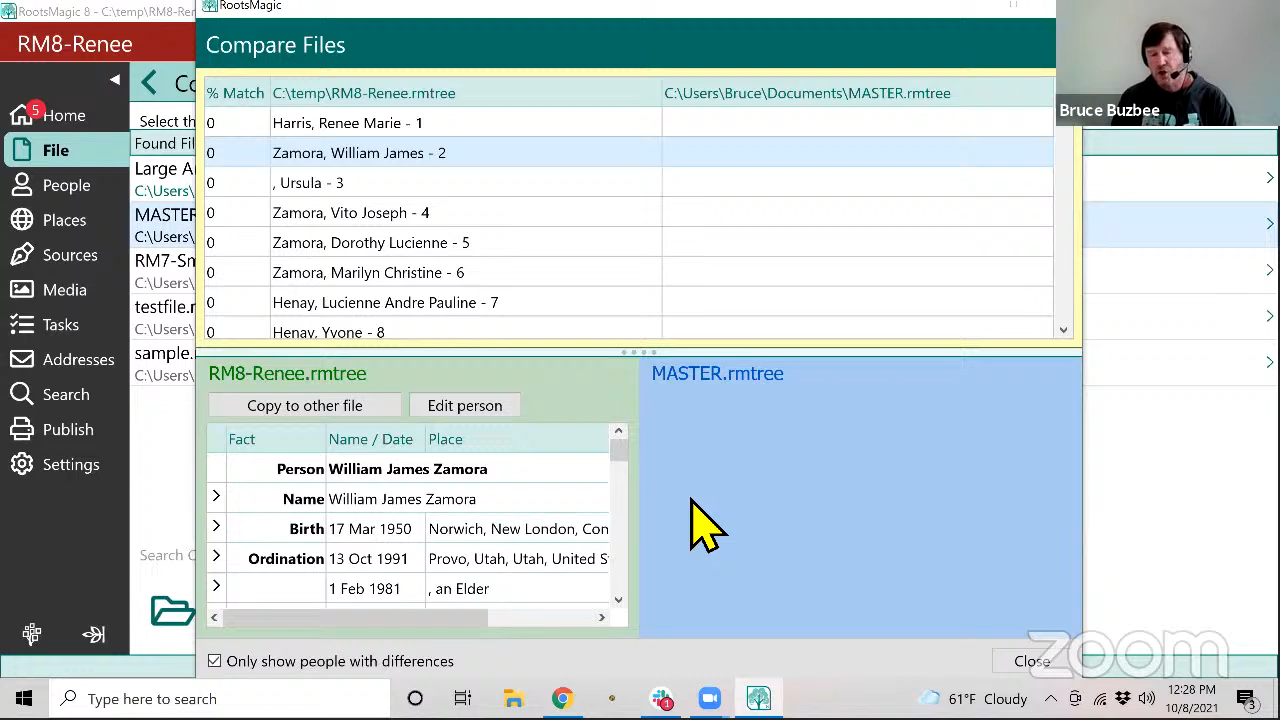 RootsMagic 8 - C:\temp\RM8-Ren
RootsMagic
RM8-Renee
Compare Files
% Match C:\temp\RM8-Renee.rmtree C:\Users\Bruce\Documents\MASTER.rmtree
0 Harris, Renee Marie - 1
0 Zamora, William James - 2
0 , Ursula - 3
0 Zamora, Vito Joseph - 4
0 Zamora, Dorothy Lucienne - 5
0 Zamora, Marilyn Christine - 6
0 Henay, Lucienne Andre Pauline - 7
0 Henay, Yvone - 8
Bruce Buzbee
5
Home
File
People
Places
Sources
Media
Tasks
Addresses
Search
Publish
Settings
Co
Select th
Found Fil
Large A
C:\Users\
MASTER
C:\Users\
RM7-Sm
C:\Users\
testfile.r
C:\Users\
sample.
C:\Users\
Search C
RM8-Renee.rmtree
Copy to other file Edit person
Fact Name / Date Place
Person William James Zamora
Name William James Zamora
Birth 17 Mar 1950 Norwich, New London, Con
Ordination 13 Oct 1991 Provo, Utah, Utah, United S
1 Feb 1981 , an Elder
MASTER.rmtree
Only show people with differences
Close
zoom
Type here to search
1
61°F Cloudy
12:28 PM
10/8/2021
3